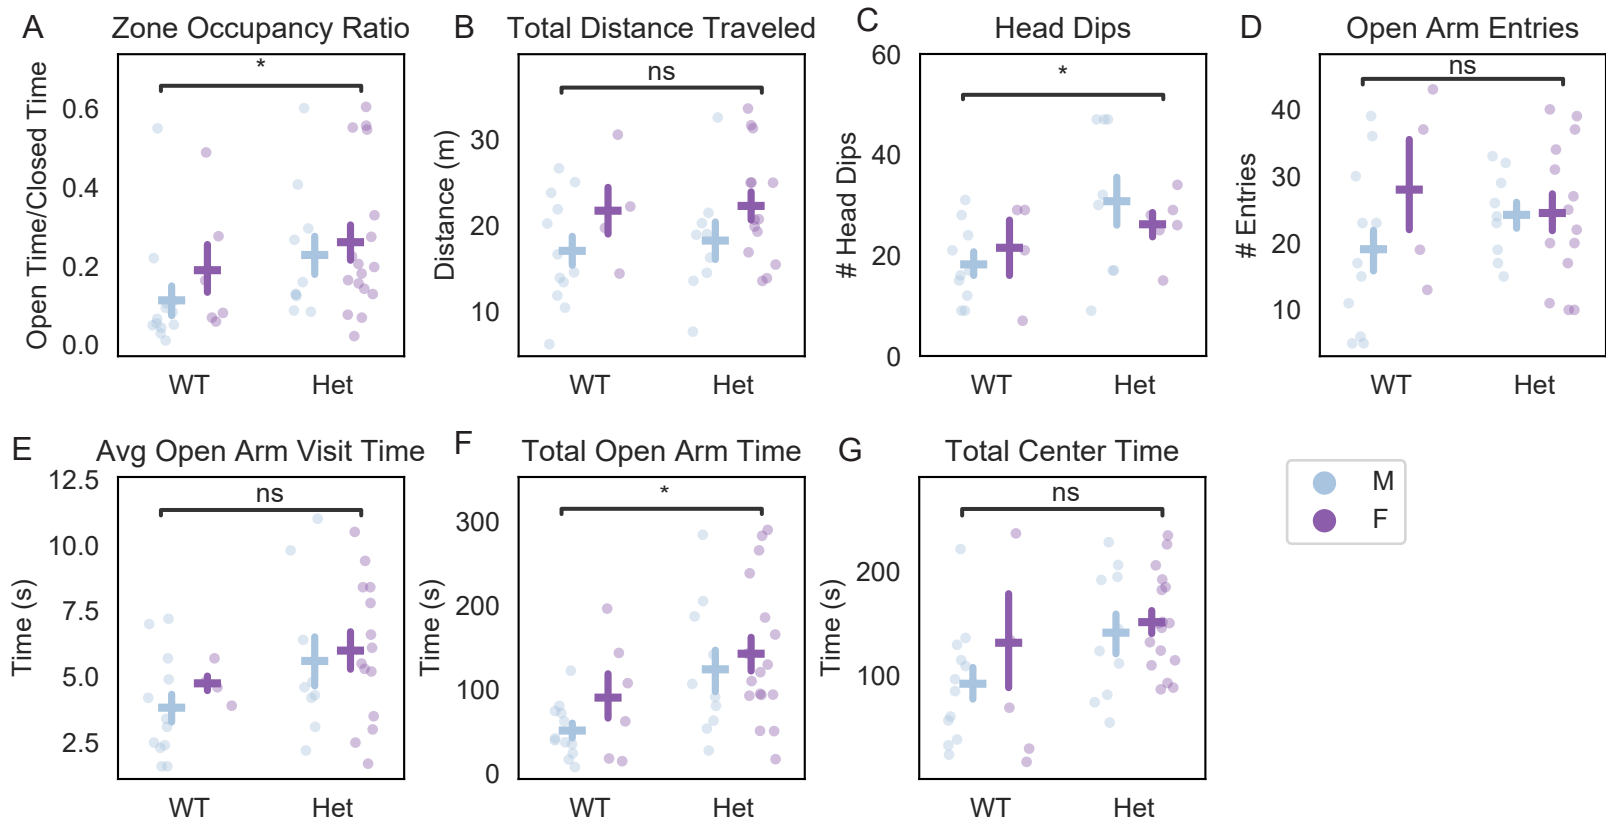 A Zone Occupancy Ratio
Open Time/Closed Time
0.6
0.4
0.2
0.0
*
WT Het
B Total Distance Traveled
Distance (m)
30
20
10
ns
WT Het
C Head Dips
# Head Dips
60
40
20
0
*
WT Het
D Open Arm Entries
# Entries
40
30
20
10
ns
WT Het
E Avg Open Arm Visit Time
Time (s)
12.5
10.0
7.5
5.0
2.5
ns
WT Het
F Total Open Arm Time
Time (s)
300
200
100
0
*
WT Het
G Total Center Time
Time (s)
200
100
ns
WT Het
M
F